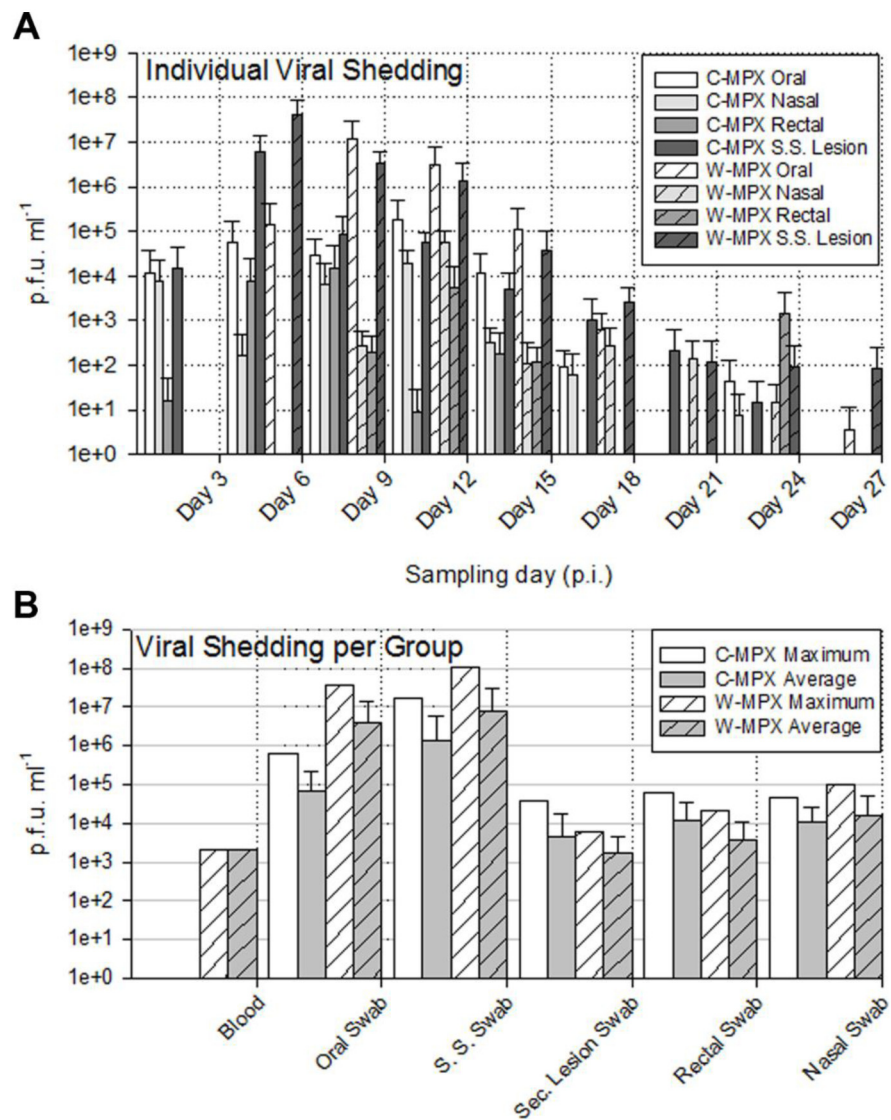 A
Individual Viral Shedding
1e+9
1e+8
1e+7
1e+6
1e+5
1e+4
1e+3
1e+2
1e+1
1e+0
p.f.u. ml-1
C-MPX Oral
C-MPX Nasal
C-MPX Rectal
C-MPX S.S. Lesion
W-MPX Oral
W-MPX Nasal
W-MPX Rectal
W-MPX S.S. Lesion
Day 3
Day 6
Day 9
Day 12
Day 15
Day 18
Day 21
Day 24
Day 27
Sampling day (p.i.)
B
Viral Shedding per Group
1e+9
1e+8
1e+7
1e+6
1e+5
1e+4
1e+3
1e+2
1e+1
1e+0
p.f.u. ml-1
C-MPX Maximum
C-MPX Average
W-MPX Maximum
W-MPX Average
Blood
Oral Swab
S. S. Swab
Sec. Lesion Swab
Rectal Swab
Nasal Swab